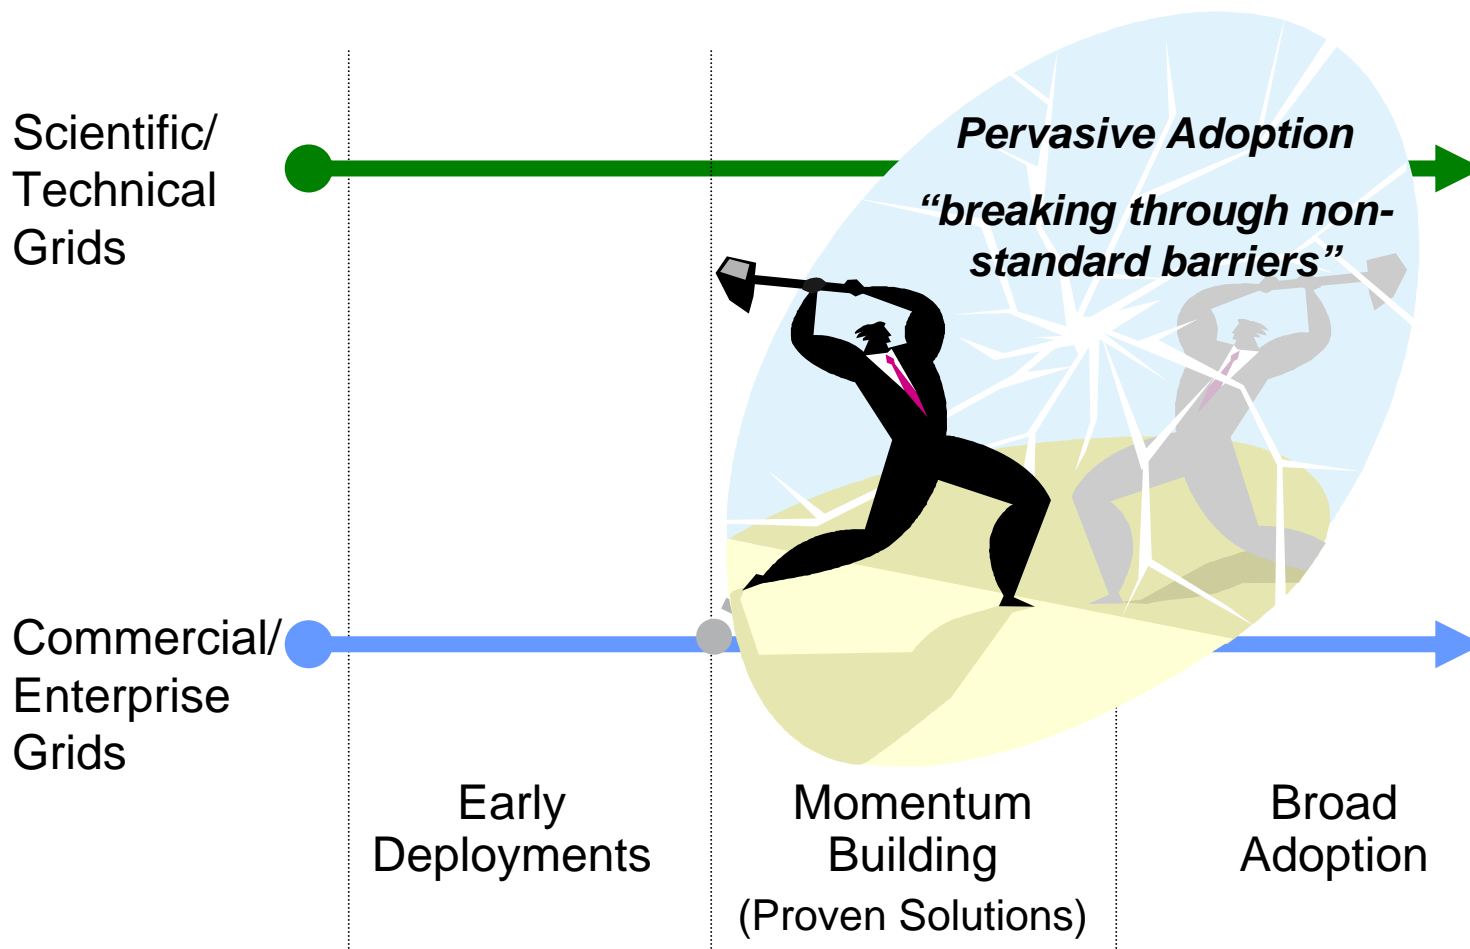 Scientific/
Technical
Grids
Pervasive Adoption
“breaking through non-
standard barriers”
Commercial/
Enterprise
Grids
Early
Deployments
Momentum
Building
(Proven Solutions)
Broad
Adoption